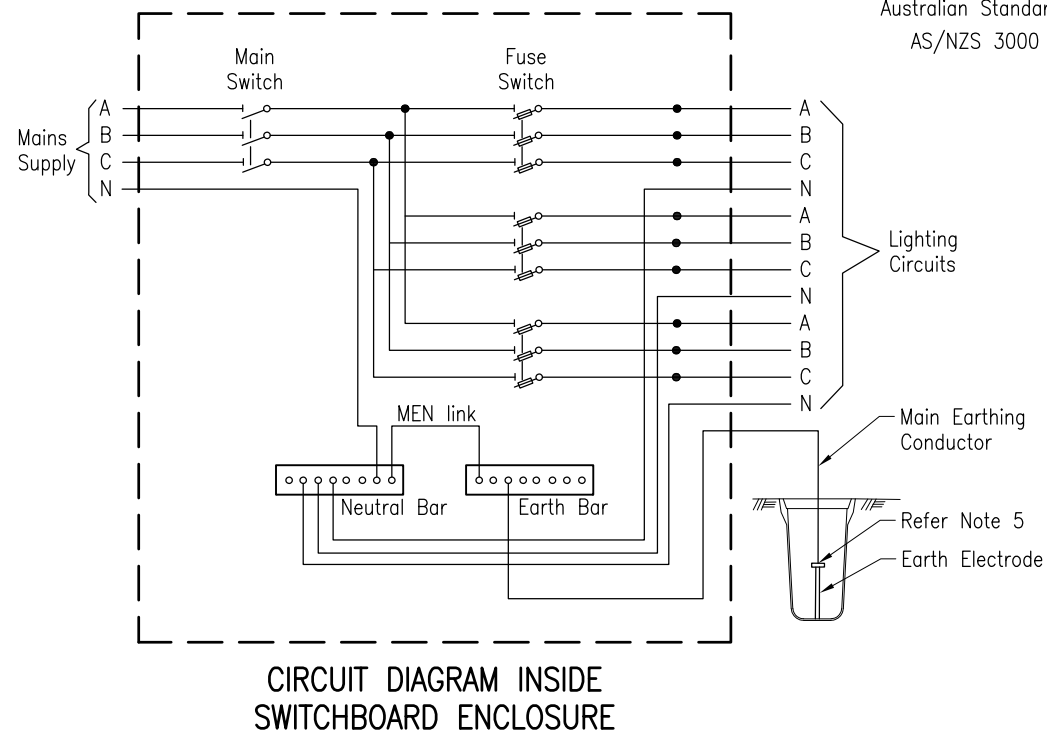 Australian
AS/NZS 3000
Main
Switch
Fuse
Switch
Mains
Supply
A
B
C
N
A
B
C
N
A
B
C
N
A
B
C
N
Lighting
Circuits
MEN link
Neutral Bar
Earth Bar
Main Earthing
Conductor
Refer Note 5
Earth Electrode
CIRCUIT DIAGRAM INSIDE
SWITCHBOARD ENCLOSURE